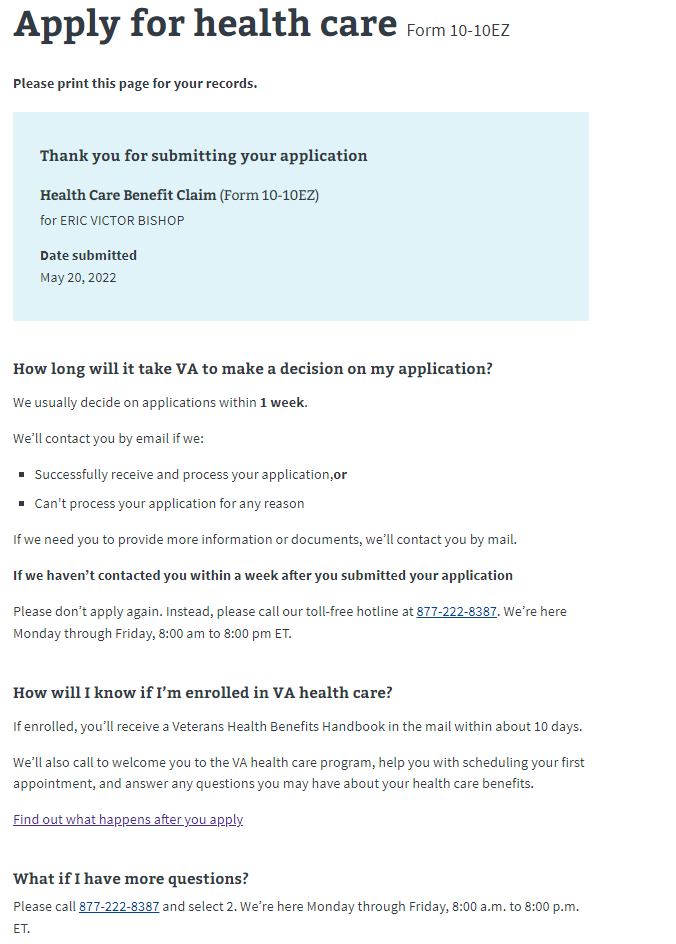 Apply for health care Form 10-10EZ
Please print this page for your records.
Thank you for submitting your application
Health Care Benefit Claim (Form 10-10EZ)
for ERIC VICTOR BISHOP
Date submitted
May 20, 2022
How long will it take VA to make a decision on my application?
We usually decide on applications within 1 week.
We’ll contact you by email if we:
▪ Successfully receive and process your application,or
▪ Can't process your application for any reason
If we need you to provide more information or documents, we’ll contact you by mail.
If we haven’t contacted you within a week after you submitted your application
Please don’t apply again. Instead, please call our toll-free hotline at 877-222-8387. We’re here
Monday through Friday, 8:00 am to 8:00 pm ET.
How will I know if I’m enrolled in VA health care?
If enrolled, you’ll receive a Veterans Health Benefits Handbook in the mail within about 10 days.
We’ll also call to welcome you to the VA health care program, help you with scheduling your first
appointment, and answer any questions you may have about your health care benefits.
Find out what happens after you apply
What if I have more questions?
Please call 877-222-8387 and select 2. We’re here Monday through Friday, 8:00 a.m. to 8:00 p.m.
ET.